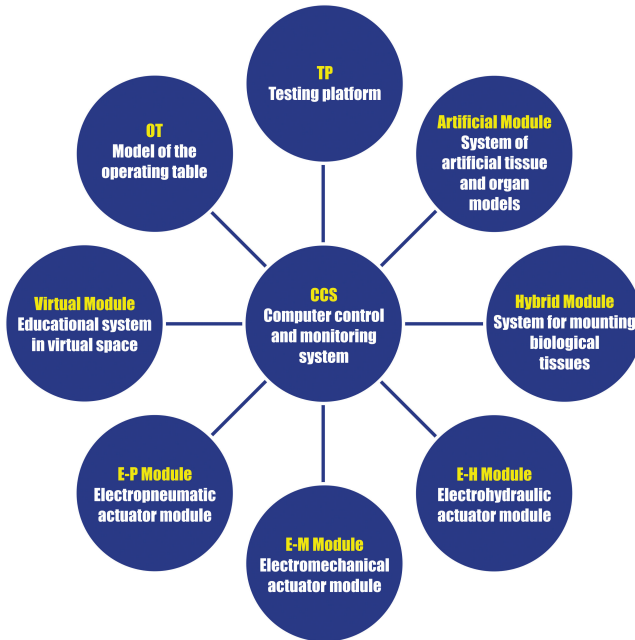 TP
Testing platform
OT
Model of the
operating table
Artificial Module
System of
artificial tissue
and organ
models
Virtual Module
Educational system
in virtual space
CCS
Computer control
and monitoring
system
Hybrid Module
System for mounting
biological
tissues
E-P Module
Electropneumatic
actuator module
E-M Module
Electromechanical
actuator module
E-H Module
Electrohydraulic
actuator module